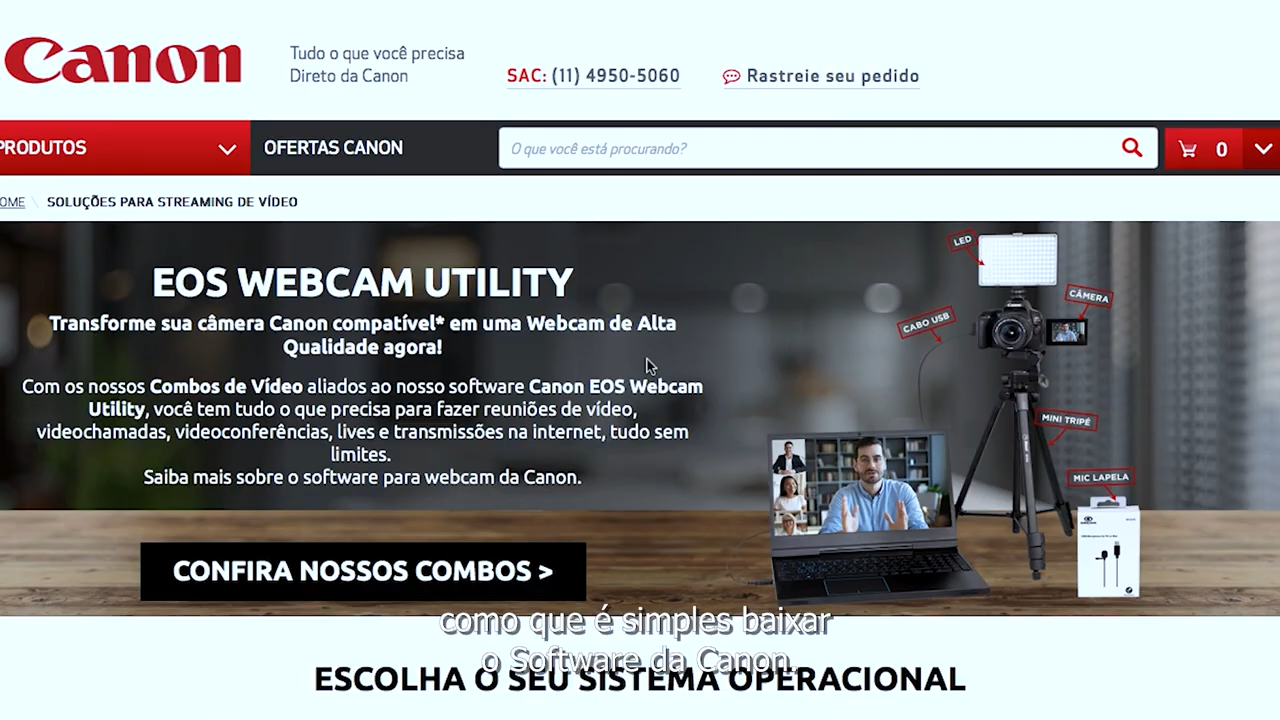 Canon
Tudo o que você precisa
Direto da Canon
SAC: (11) 4950-5060
Rastreie seu pedido
PRODUTOS
OFERTAS CANON
O que você está procurando?
0
OME \ SOLUÇÕES PARA STREAMING DE VÍDEO
EOS WEBCAM UTILITY
Transforme sua câmera Canon compatível* em uma Webcam de Alta
Qualidade agora!
Com os nossos Combos de Vídeo aliados ao nosso software Canon EOS Webcam
Utility, você tem tudo o que precisa para fazer reuniões de vídeo,
videochamadas, videoconferências, lives e transmissões na internet, tudo sem
limites.
Saiba mais sobre o software para webcam da Canon.
CONFIRA NOSSOS COMBOS >
LED
CÂMERA
CABO USB
MINI TRIPÉ
MIC LAPELA
como que é simples baixar
o Software da Canon.
ESCOLHA O SEU SISTEMA OPERACIONAL